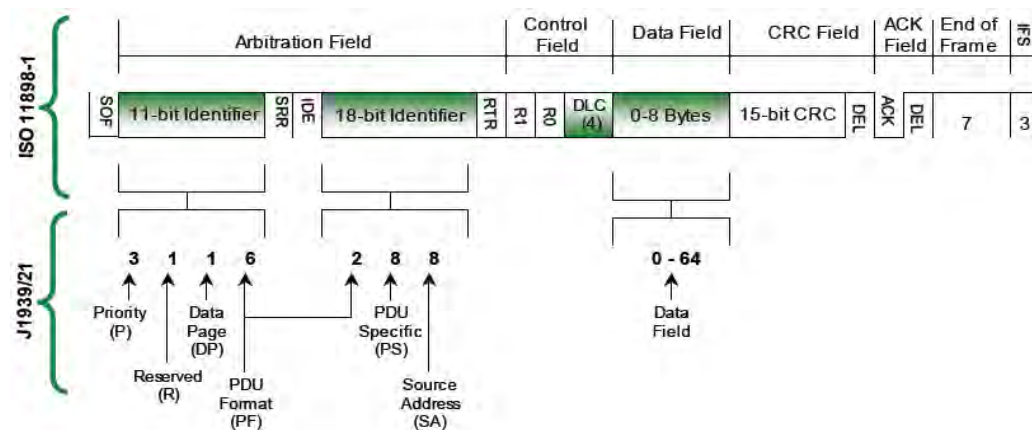 Arbitration Field
Control
Field
Data Field
CRC Field
ACK
Field
End of
Frame
IFS
ISO 11898-1
SOF
11-bit Identifier
SRR
IDE
18-bit Identifier
RTR
R1
R0
DLC
(4)
0-8 Bytes
15-bit CRC
DEL
ACK
DEL
7
3
J1939/21
3 1 1 6
2 8 8
0 - 64
Priority
(P)
Reserved
(R)
Data
Page
(DP)
PDU
Format
(PF)
PDU
Specific
(PS)
Source
Address
(SA)
Data
Field